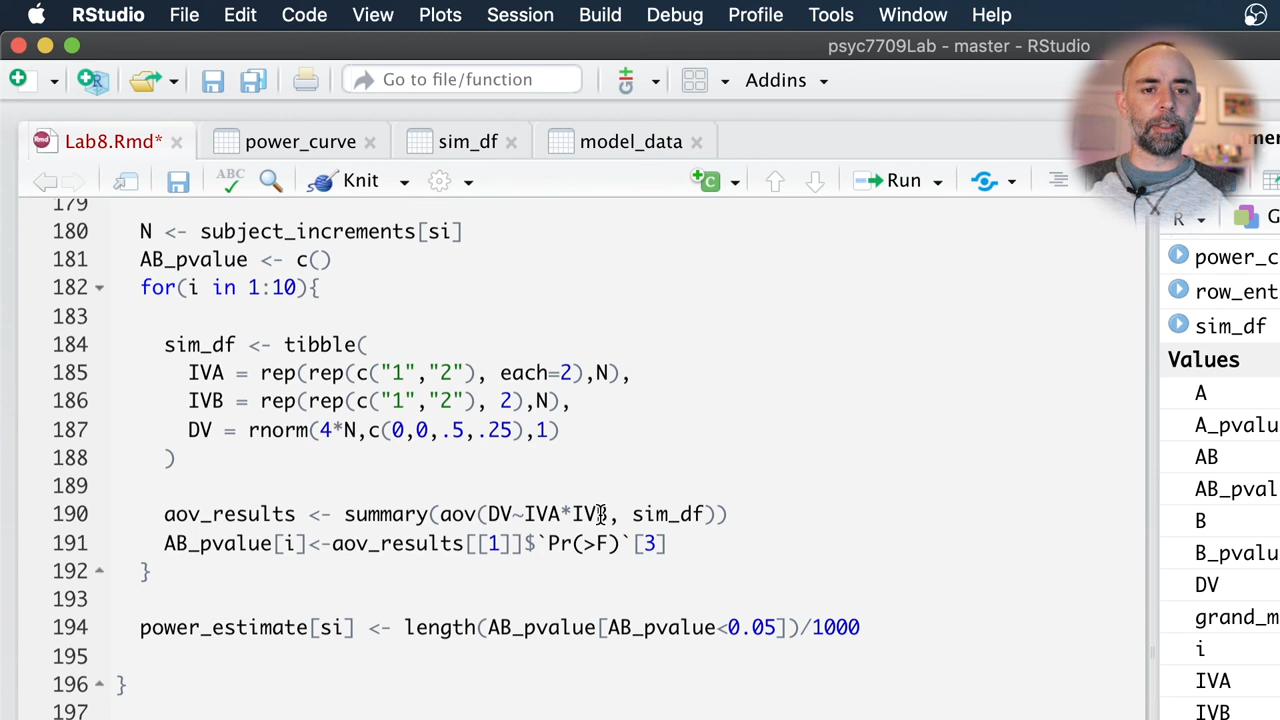 RStudio File Edit Code View Plots Session Build Debug Profile Tools Window Help
psyc7709Lab - master - RStudio
Go to file/function Addins
Lab8.Rmd* power_curve sim_df model_data
ABC Knit Run
179
180 N <- subject_increments[si]
181 AB_pvalue <- c()
182 for(i in 1:10){
183
184 sim_df <- tibble(
185 IVA = rep(rep(c("1","2"), each=2),N),
186 IVB = rep(rep(c("1","2"), 2),N),
187 DV = rnorm(4*N,c(0,0,.5,.25),1)
188 )
189
190 aov_results <- summary(aov(DV~IVA*IVB, sim_df))
191 AB_pvalue[i]<-aov_results[[1]]$`Pr(>F)`[3]
192 }
193
194 power_estimate[si] <- length(AB_pvalue[AB_pvalue<0.05])/1000
195
196 }
197
R G
power_c
row_ent
sim_df
Values
A
A_pvalu
AB
AB_pval
B
B_pvalu
DV
grand_m
i
IVA
IVB